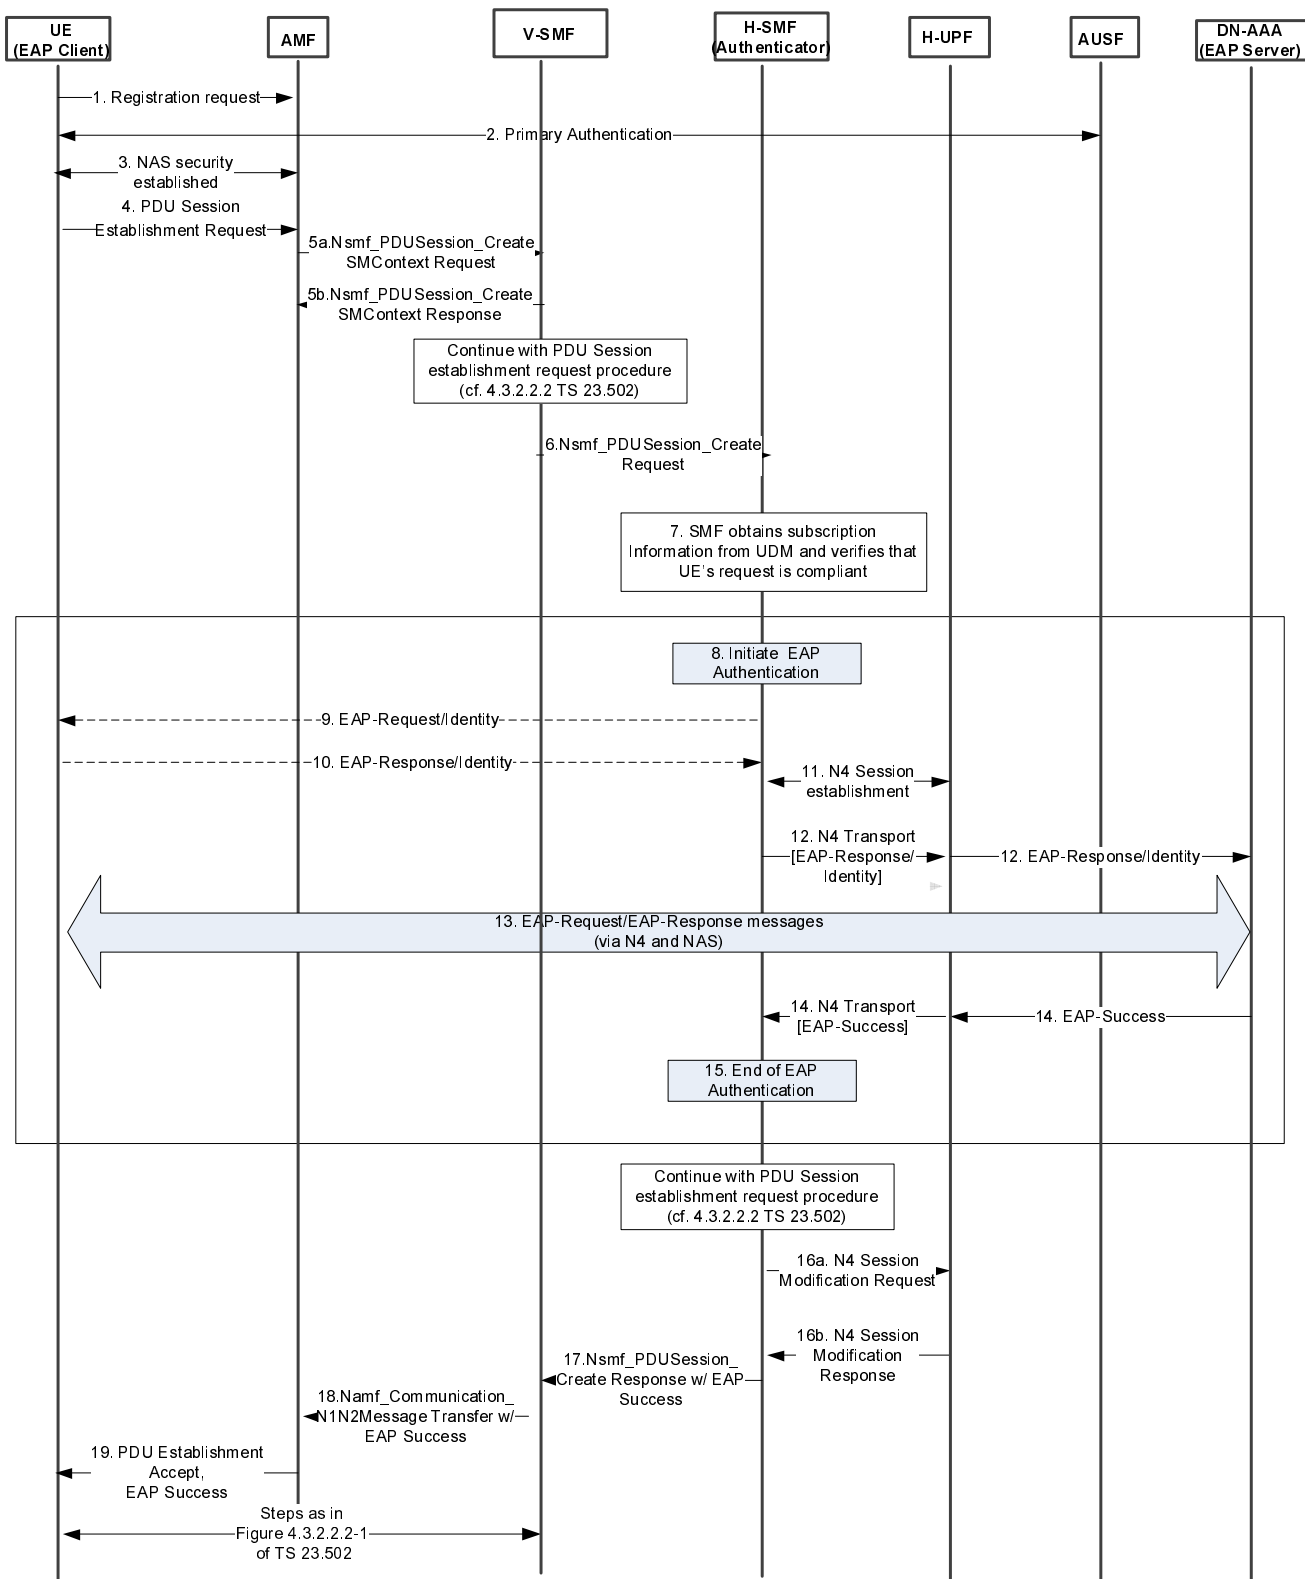 UE
(EAP Client)
AMF
V-SMF
H-SMF
(Authenticator)
H-UPF
AUSF
DN-AAA
(EAP Server)
1. Registration request
2. Primary Authentication
3. NAS security
established
4. PDU Session
Establishment Request
5a.Nsmf_PDUSession_Create
SMContext Request
5b.Nsmf_PDUSession_Create
SMContext Response
Continue with PDU Session
establishment request procedure
(cf. 4.3.2.2.2 TS 23.502)
6.Nsmf_PDUSession_Create
Request
7. SMF obtains subscription
Information from UDM and verifies that
UE's request is compliant
8. Initiate EAP
Authentication
9. EAP-Request/Identity
10. EAP-Response/Identity
11. N4 Session
establishment
12. N4 Transport
[EAP-Response/
Identity]
12. EAP-Response/Identity
13. EAP-Request/EAP-Response messages
(via N4 and NAS)
14. N4 Transport
[EAP-Success]
14. EAP-Success
15. End of EAP
Authentication
Continue with PDU Session
establishment request procedure
(cf. 4.3.2.2.2 TS 23.502)
16a. N4 Session
Modification Request
16b. N4 Session
Modification
Response
17.Nsmf_PDUSession_
Create Response w/ EAP
Success
18.Namf_Communication_
N1N2Message Transfer w/
EAP Success
19. PDU Establishment
Accept,
EAP Success
Steps as in
Figure 4.3.2.2.2-1
of TS 23.502